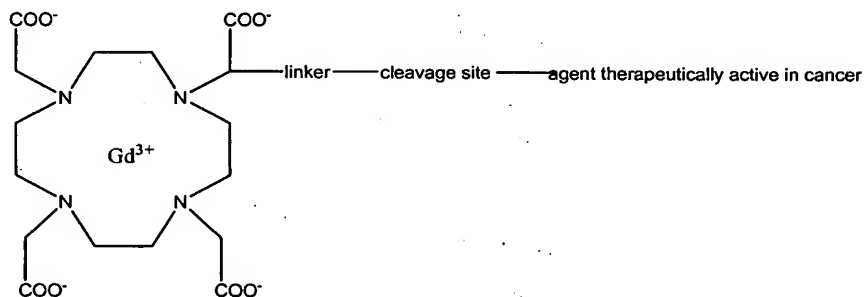 COO⁻ COO⁻
linker cleavage site agent therapeutically active in cancer
N N
Gd³⁺
N N
COO⁻ COO⁻